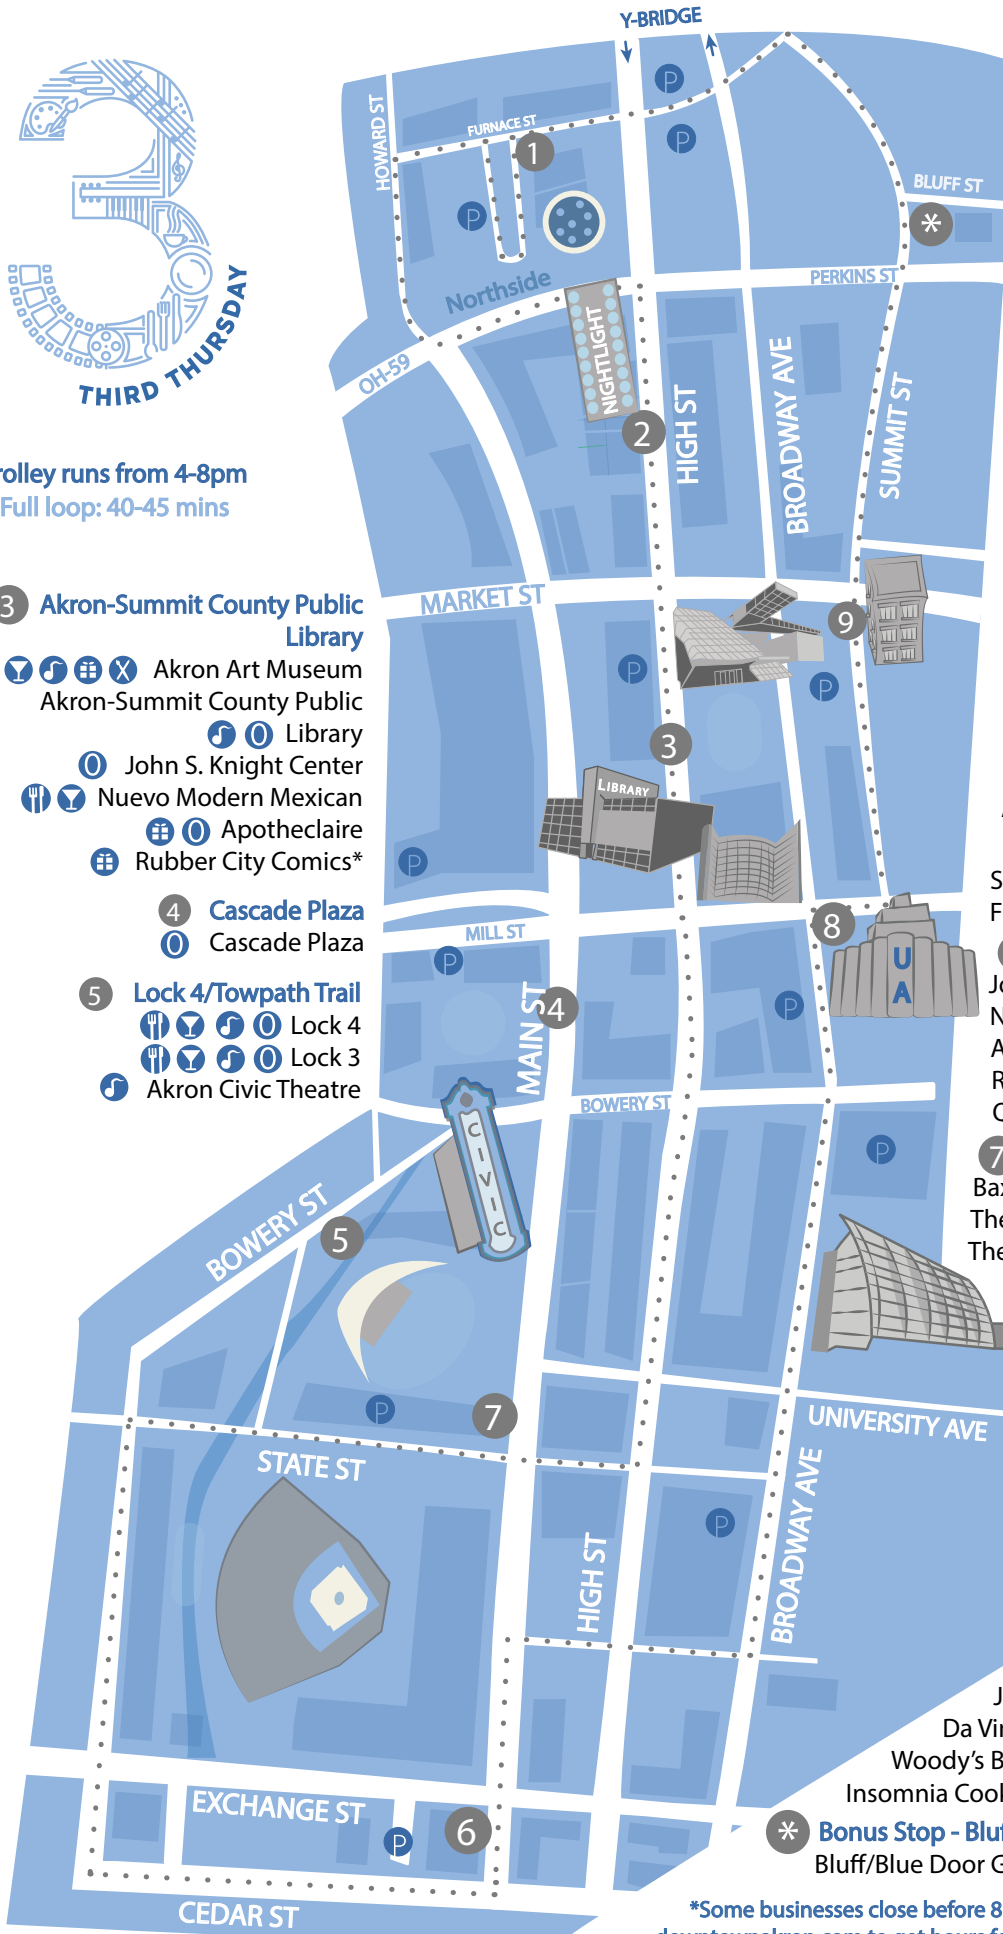 Y-BRIDGE
HOWARD ST
FURNACE ST
P
P
1
P
BLUFF ST
*
Northside
PERKINS ST
THIRD THURSDAY
OH-59
NIGHTLIGHT
2
HIGH ST
BROADWAY AVE
SUMMIT ST
rolley runs from 4-8pm
Full loop: 40-45 mins
MARKET ST
9
P
P
3
LIBRARY
P
3 Akron-Summit County Public
Library
Akron Art Museum
Akron-Summit County Public
Library
John S. Knight Center
Nuevo Modern Mexican
Apotheclaire
Rubber City Comics*
4 Cascade Plaza
Cascade Plaza
5 Lock 4/Towpath Trail
Lock 4
Lock 3
Akron Civic Theatre
MILL ST
8
U
A
P
P
MAIN ST
4
BOWERY ST
P
CIVIC
BOWERY ST
5
7
P
7
UNIVERSITY AVE
STATE ST
P
HIGH ST
BROADWAY AVE
EXCHANGE ST
P
6
CEDAR ST
Da Vi
Woody's B
Insomnia Cool
* Bonus Stop - Bluf
Bluff/Blue Door G
*Some businesses close before 8